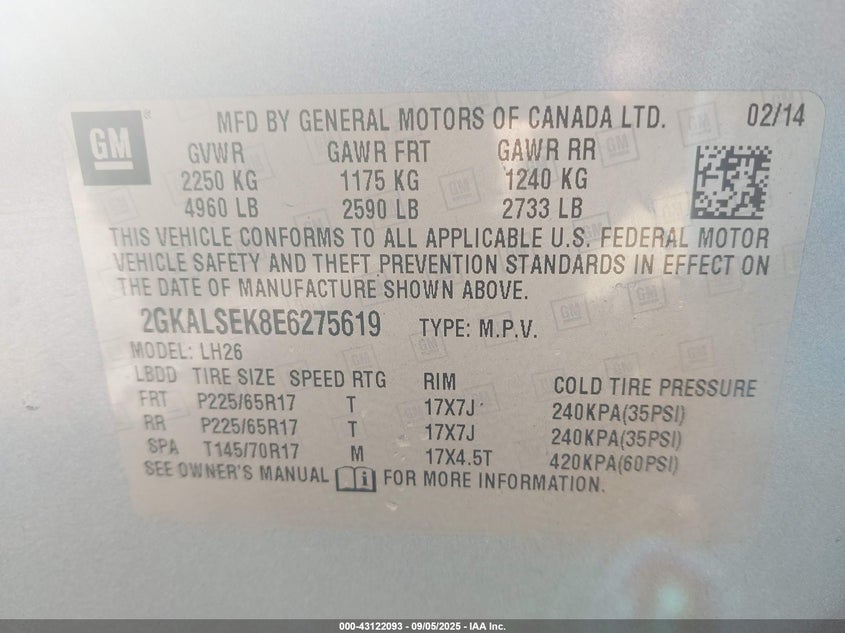 GM ® MFD BY GENERAL MOTORS OF CANADA LTD. 02/14
GVWR GAWR FRT GAWR RR
2250 KG 1175 KG 1240 KG
4960 LB 2590 LB 2733 LB
THIS VEHICLE CONFORMS TO ALL APPLICABLE U.S. FEDERAL MOTOR
VEHICLE SAFETY AND THEFT PREVENTION STANDARDS IN EFFECT ON
THE DATE OF MANUFACTURE SHOWN ABOVE.
2GKALSEK8E6275619 TYPE: M.P.V.
MODEL: LH26
LBDD TIRE SIZE SPEED RTG RIM COLD TIRE PRESSURE
FRT P225/65R17 T 17X7J 240KPA(35PSI)
RR P225/65R17 T 17X7J 240KPA(35PSI)
SPA T145/70R17 M 17X4.5T 420KPA(60PSI)
SEE OWNER'S MANUAL i FOR MORE INFORMATION.
000-43122093 - 09/05/2025 - IAA Inc.